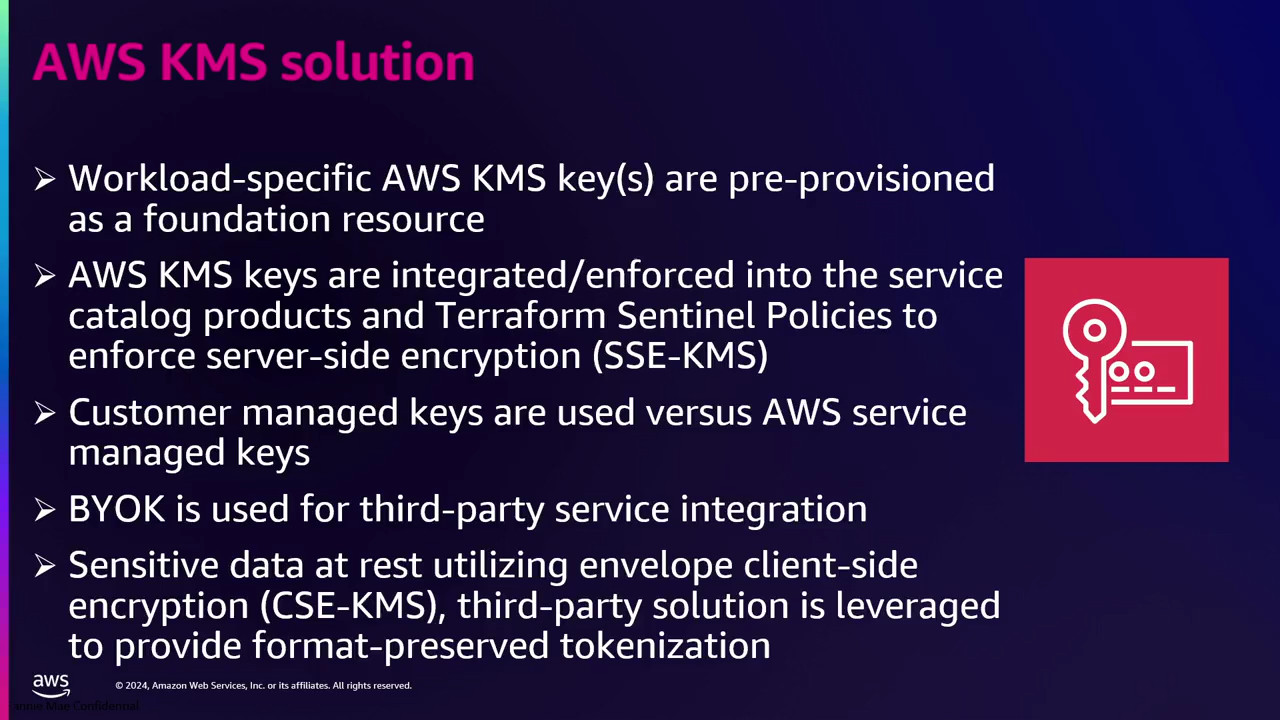 AWS KMS solution
➢ Workload-specific AWS KMS key(s) are pre-provisioned
as a foundation resource
➢ AWS KMS keys are integrated/enforced into the service
catalog products and Terraform Sentinel Policies to
enforce server-side encryption (SSE-KMS)
➢ Customer managed keys are used versus AWS service
managed keys
➢ BYOK is used for third-party service integration
➢ Sensitive data at rest utilizing envelope client-side
encryption (CSE-KMS), third-party solution is leveraged
to provide format-preserved tokenization
aws
© 2024, Amazon Web Services, Inc. or its affiliates. All rights reserved.
annie Mae Confidential